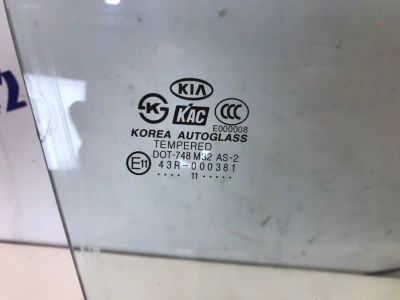 KIA
KAC
E000008
KOREA AUTOGLASS
TEMPERED
DOT-748 M32 AS-2
E11 43R-000381
.... 11 .....